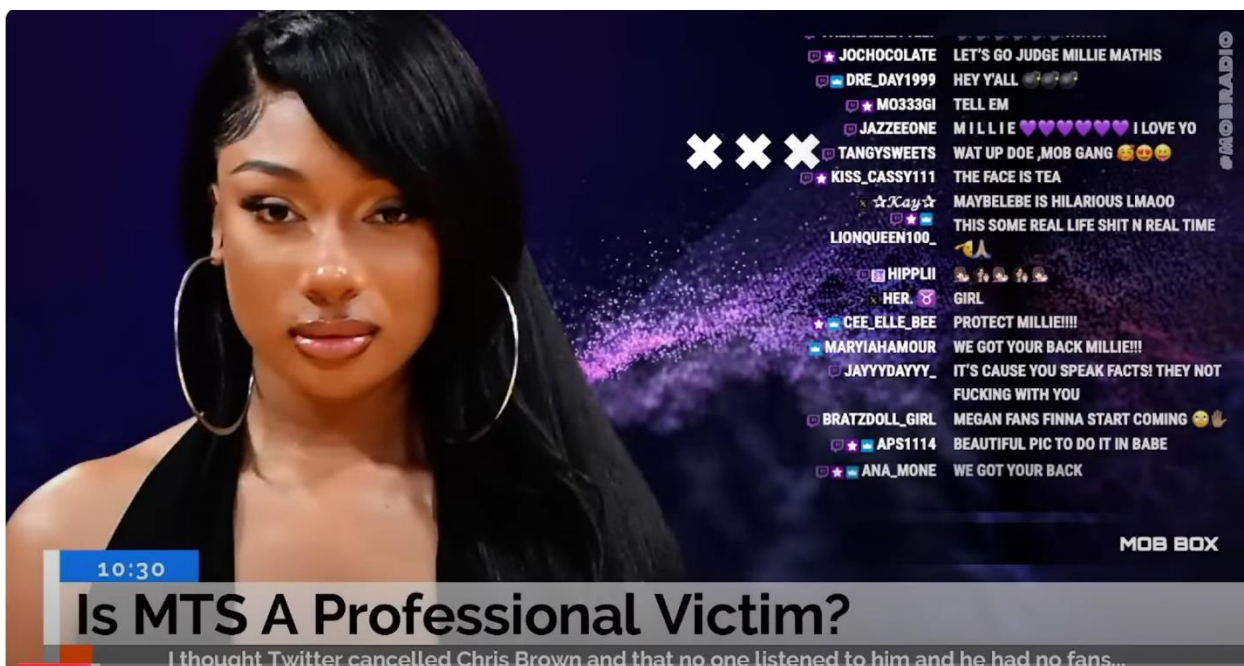 JOCHOCOLATE LET'S GO JUDGE MILLIE MATHIS
DRE_DAY1999 HEY Y'ALL 💣💣💣
MO333GI TELL EM
JAZZEEONE M I L L I E 💜💜💜💜💜💜 I LOVE YO
TANGYSWEETS WAT UP DOE ,MOB GANG 🥰😍😛
KISS_CASSY111 THE FACE IS TEA
☆Kay☆ MAYBELEBE IS HILARIOUS LMAOO
LIONQUEEN100_ THIS SOME REAL LIFE SHIT N REAL TIME
HIPPLII
HER. ♉ GIRL
CEE_ELLE_BEE PROTECT MILLIE!!!!
MARYIAHAMOUR WE GOT YOUR BACK MILLIE!!!
JAYYYDAYYY_ IT'S CAUSE YOU SPEAK FACTS! THEY NOT
FUCKING WITH YOU
BRATZDOLL_GIRL MEGAN FANS FINNA START COMING
APS1114 BEAUTIFUL PIC TO DO IT IN BABE
ANA_MONE WE GOT YOUR BACK
#MOBRADIO
MOB BOX
10:30
Is MTS A Professional Victim?
I thought Twitter cancelled Chris Brown and that no one listened to him and he had no fans...